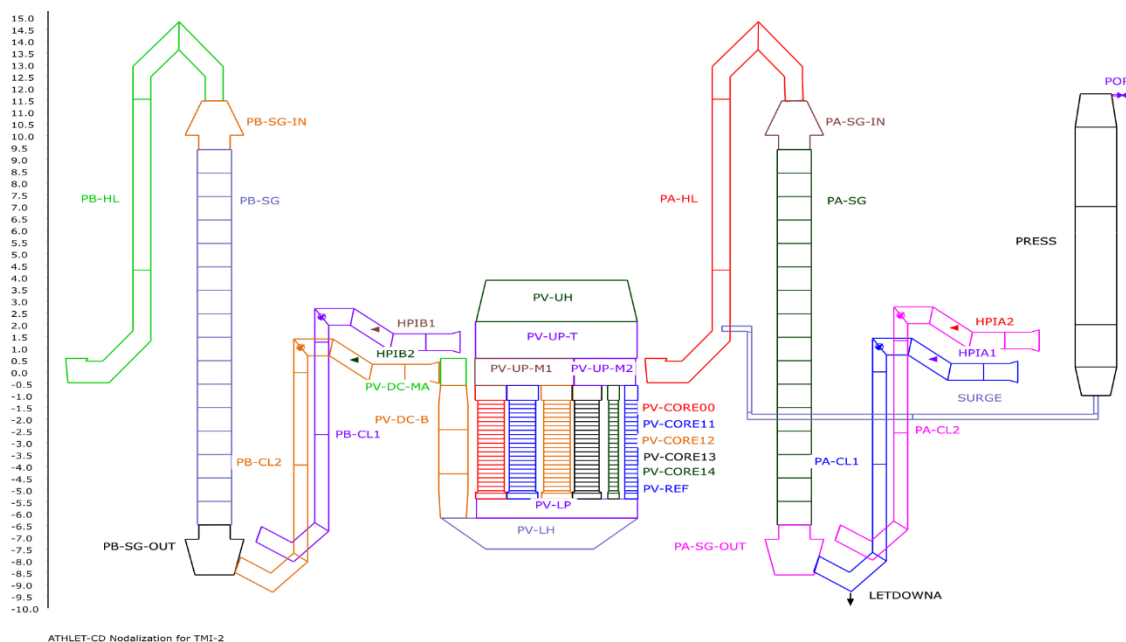 15.0
14.5
14.0
13.5
13.0
12.5
12.0
11.5
11.0
10.5
10.0
9.5
9.0
8.5
8.0
7.5
7.0
6.5
6.0
5.5
5.0
4.5
4.0
3.5
3.0
2.5
2.0
1.5
1.0
0.5
0.0
-0.5
-1.0
-1.5
-2.0
-2.5
-3.0
-3.5
-4.0
-4.5
-5.0
-5.5
-6.0
-6.5
-7.0
-7.5
-8.0
-8.5
-9.0
-9.5
-10.0
PB-HL
PB-SG-IN
PB-SG
PB-SG-OUT
PB-CL2
PB-CL1
HPIB1
HPIB2
PV-DC-MA
PV-DC-B
PV-UH
PV-UP-T
PV-UP-M1
PV-UP-M2
PV-CORE00
PV-CORE11
PV-CORE12
PV-CORE13
PV-CORE14
PV-REF
PV-LP
PV-LH
PA-HL
PA-SG-IN
PA-SG
PA-SG-OUT
PA-CL1
PA-CL2
HPIA2
HPIA1
SURGE
LETDOWNA
PRESS
ATHLET-CD Nodalization for TMI-2